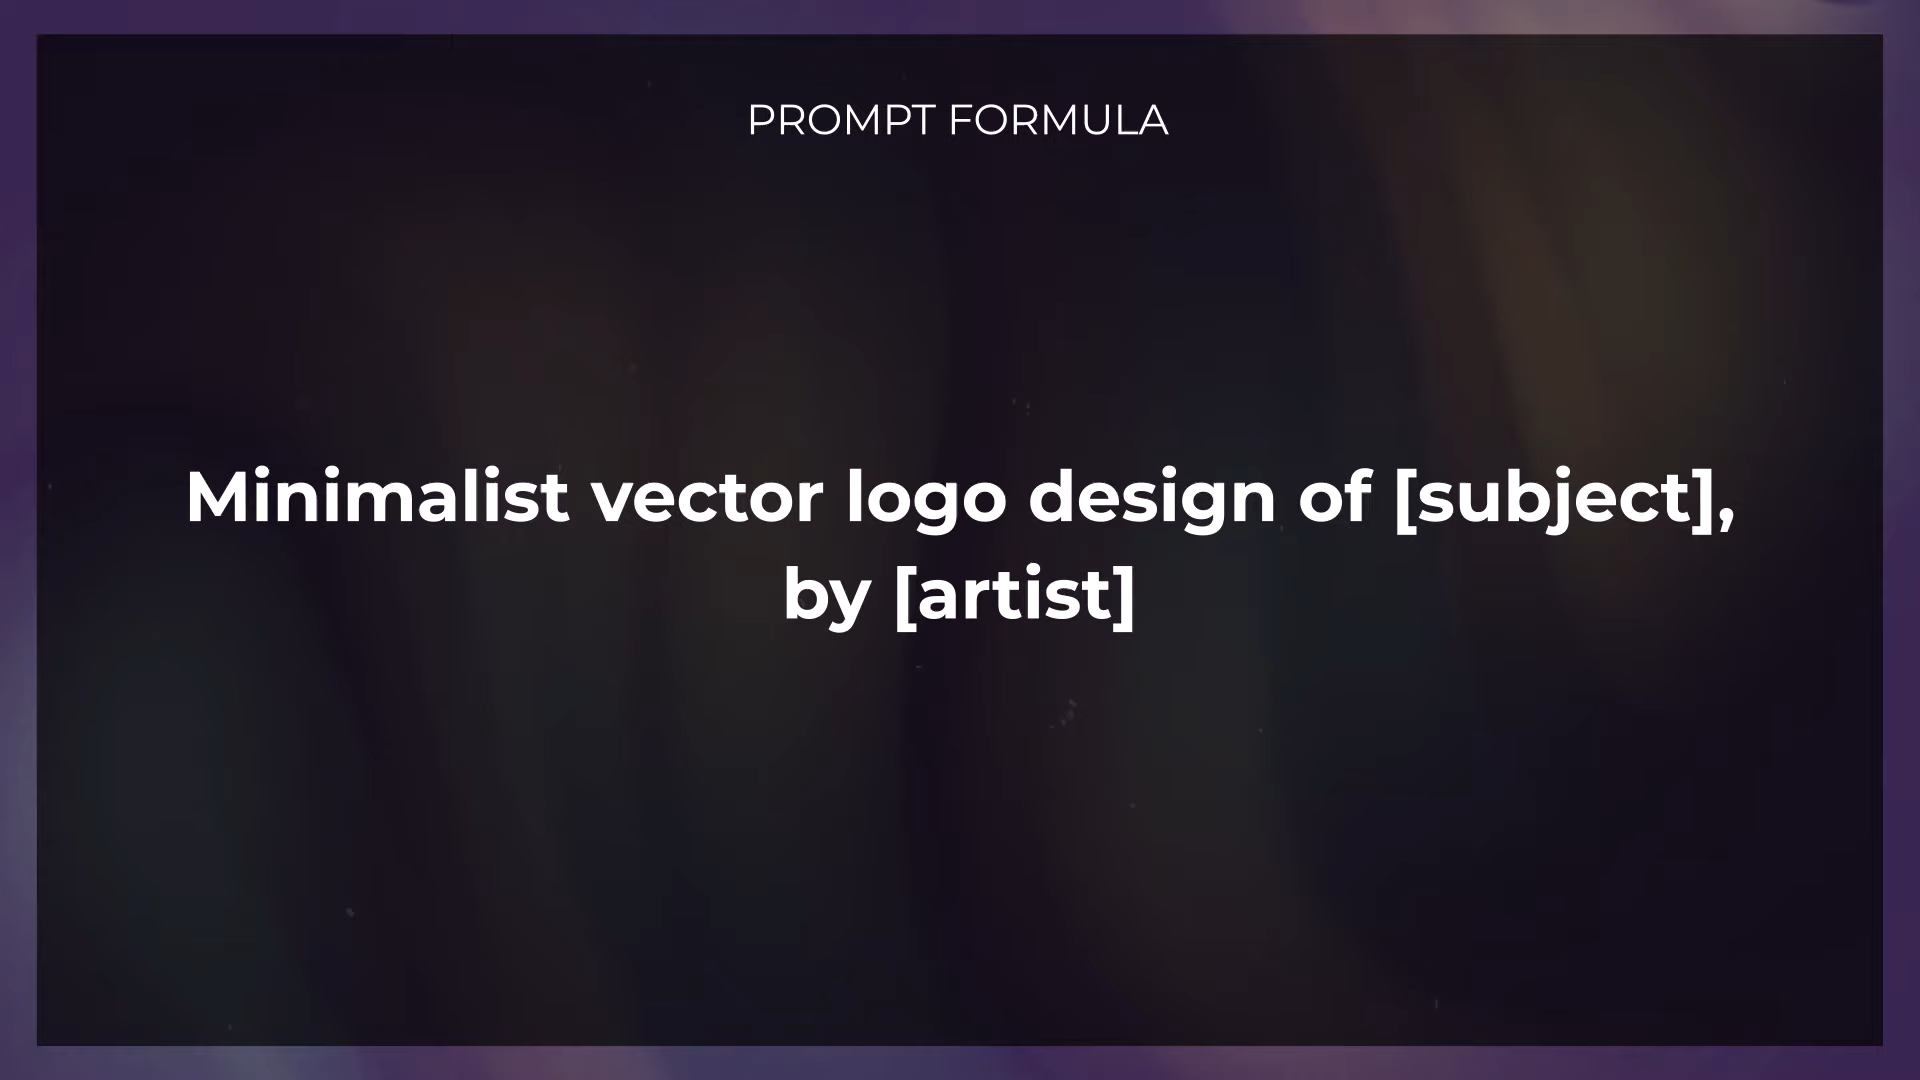 PROMPT FORMULA
Minimalist vector logo design of [subject],
by [artist]